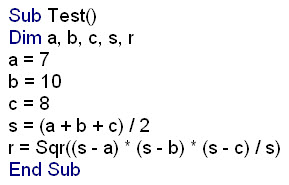 Sub Test()
Dim a, b, c, s, r
a = 7
b = 10
c = 8
s = (a + b + c) / 2
r = Sqr((s - a) * (s - b) * (s - c) / s)
End Sub